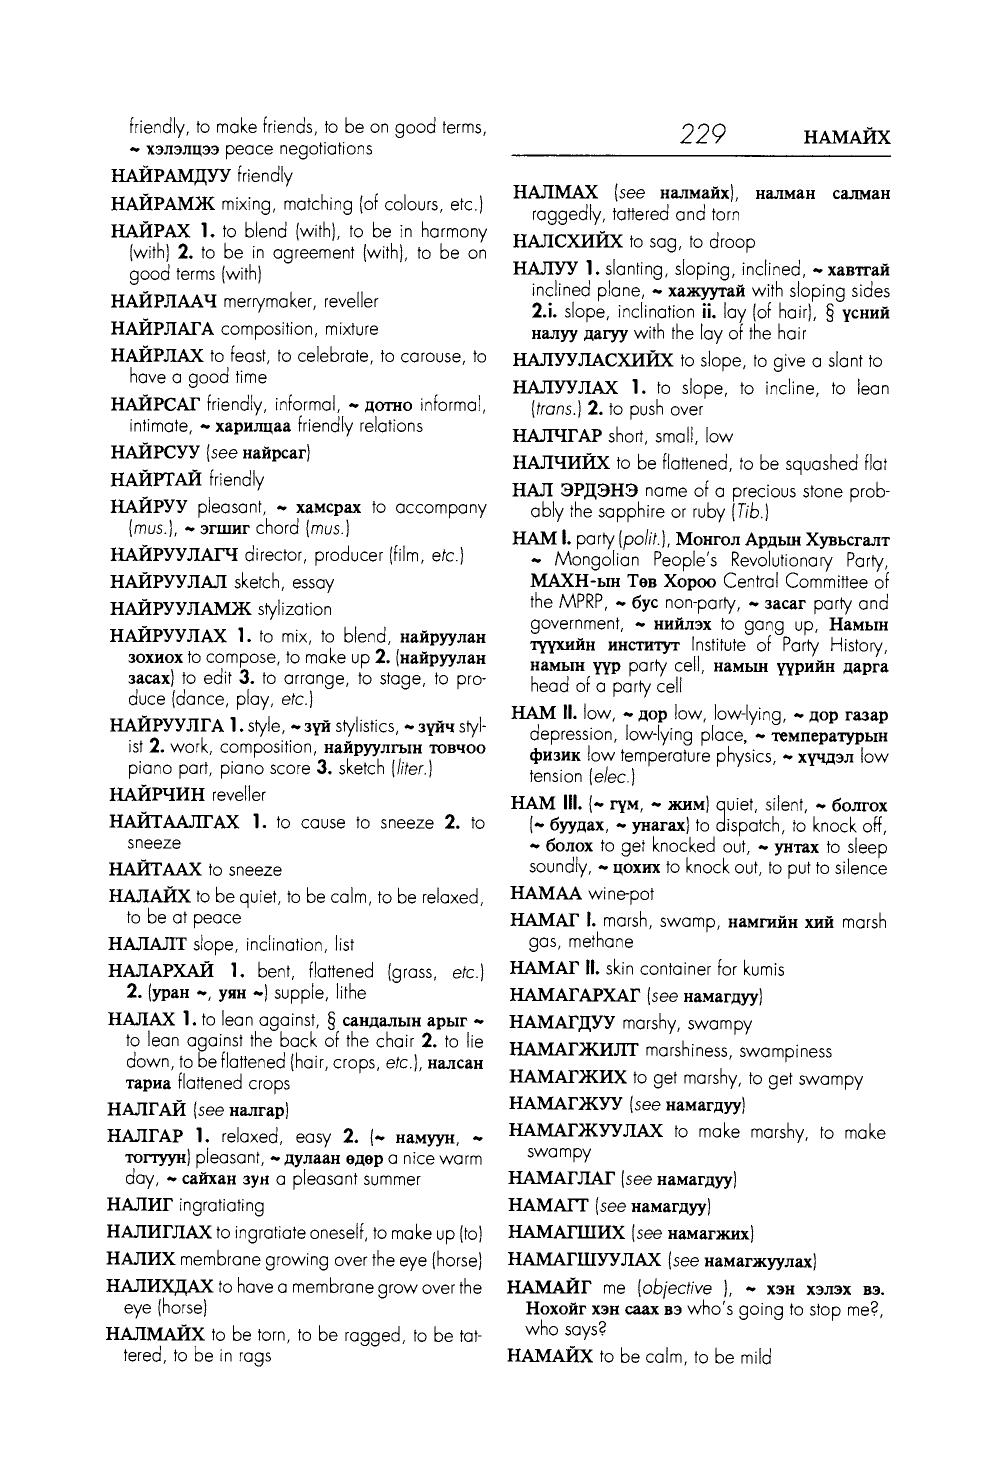 friendly, to make friends, to be on good terms,
~ хэлэлцээ peace negotiations
НАЙРАМДУУ friendly
НАЙРАМЖ mixing, matching (of colours, etc.)
НАЙРАХ 1. to blend (with), to be in harmony
(with) 2. to be in agreement (with), to be on
good terms (with)
НАЙРЛААЧ merrymaker, reveller
НАЙРЛАГА composition, mixture
НАЙРЛАХ to feast, to celebrate, to carouse, to
have a good time
НАЙРСАГ friendly, informal, ~ дотно informal,
intimate, ~ харилцаа friendly relations
НАЙРСУУ (see найрсаг)
НАЙРТАЙ friendly
НАЙРУУ pleasant, ~ хамсрах to accompany
(mus.), ~ эгшиг chord (mus.)
НАЙРУУЛАГЧ director, producer (film, etc.)
НАЙРУУЛАЛ sketch, essay
НАЙРУУЛАМЖ stylization
НАЙРУУЛАХ 1. to mix, to blend, найруулан
зохиох to compose, to make up 2. (найруулан
засах) to edit 3. to arrange, to stage, to pro-
duce (dance, play, etc.)
НАЙРУУЛГА 1. style, ~ зүй stylistics, ~ зүйч styl-
ist 2. work, composition, найруулгын товчоо
piano part, piano score 3. sketch (liter.)
НАЙРЧИН reveller
НАЙТААЛГАХ 1. to cause to sneeze 2. to
sneeze
НАЙТААХ to sneeze
НАЛАЙХ to be quiet, to be calm, to be relaxed,
to be at peace
НАЛАЛТ slope, inclination, list
НАЛАРХАЙ 1. bent, flattened (grass, etc.)
2. (уран ~, уян ~) supple, lithe
НАЛАХ 1. to lean against, § сандалын арыг ~
to lean against the back of the chair 2. to lie
down, to be flattened (hair, crops, etc.), налсан
тариа flattened crops
НАЛГАЙ (see налгар)
НАЛГАР 1. relaxed, easy 2. (~ намуун, ~
тогтуун) pleasant, ~ дулаан өдөр a nice warm
day, ~ сайхан зун a pleasant summer
НАЛИГ ingratiating
НАЛИГЛАХ to ingratiate oneself, to make up (to)
НАЛИХ membrane growing over the eye (horse)
НАЛИХДАХ to have a membrane grow over the
eye (horse)
НАЛМАЙХ to be torn, to be ragged, to be tat-
tered, to be in rags
229 НАМАЙХ
НАЛМАХ (see налмайх), налман салман
raggedly, tattered and torn
НАЛСХИЙХ to sag, to droop
НАЛУУ 1. slanting, sloping, inclined, ~ хавтгай
inclined plane, ~ хажуутай with sloping sides
2.i. slope, inclination ii. lay (of hair), § үсний
налуу дагуу with the lay of the hair
НАЛУУЛАСХИЙХ to slope, to give a slant to
НАЛУУЛАХ 1. to slope, to incline, to lean
(trans.) 2. to push over
НАЛЧГАР short, small, low
НАЛЧИЙХ to be flattened, to be squashed flat
НАЛ ЭРДЭНЭ name of a precious stone prob-
ably the sapphire or ruby (Tib.)
НАМ I. party (polit.), Монгол Ардын Хувьсгалт
~ Mongolian People's Revolutionary Party,
МАХН-ын Төв Хороо Central Committee of
the MPRP, ~ бус non-party, ~ засаг party and
government, ~ нийлэх to gang up, Намын
түүхийн институт Institute of Party History,
намын үүр party cell, намын үүрийн дарга
head of a party cell
НАМ II. low, ~ дор low, low-lying, ~ дор газар
depression, low-lying place, ~ температурын
физик low temperature physics, ~ хүчдэл low
tension (elec.)
НАМ III. (~ гүм, ~ жим) quiet, silent, ~ болгох
(~ буудах, ~ унагах) to dispatch, to knock off,
~ болох to get knocked out, ~ унтах to sleep
soundly, ~ цохих to knock out, to put to silence
НАМАА wine-pot
НАМАГ I. marsh, swamp, намгийн хий marsh
gas, methane
НАМАГ II. skin container for kumis
НАМАГАРХАГ (see намагдуу)
НАМАГДУУ marshy, swampy
НАМАГЖИЛТ marshiness, swampiness
НАМАГЖИХ to get marshy, to get swampy
НАМАГЖУУ (see намагдуу)
НАМАГЖУУЛАХ to make marshy, to make
swampy
НАМАГЛАГ (see намагдуу)
НАМАГТ (see намагдуу)
НАМАГШИХ (see намагжих)
НАМАГШУУЛАХ (see намагжуулах)
НАМАЙГ me (objective ), ~ хэн хэлэх вэ.
Нохойг хэн саах вэ who's going to stop me?,
who says?
НАМАЙХ to be calm, to be mild